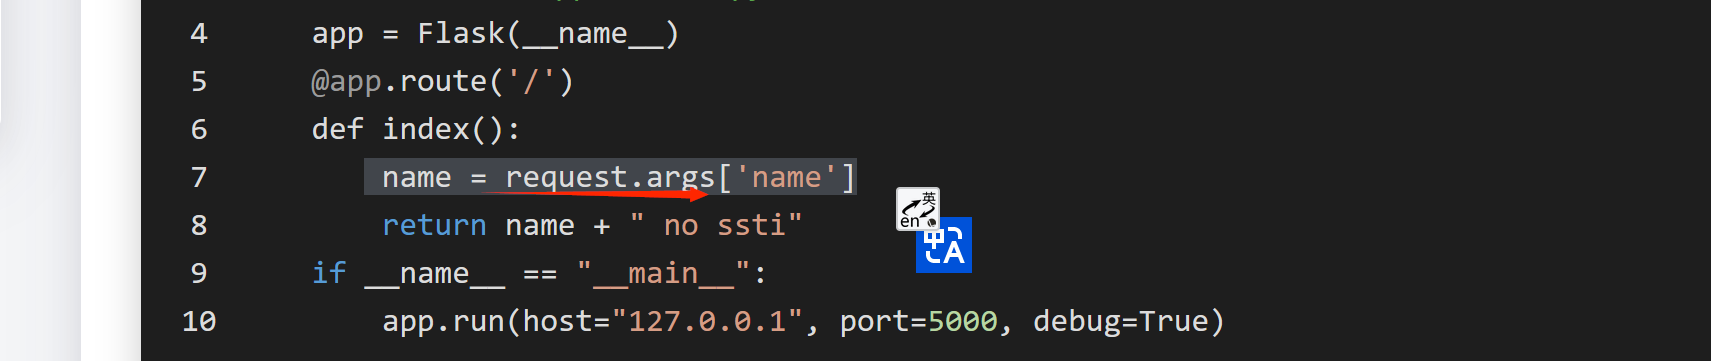 4 app = Flask(__name__)
5 @app.route('/')
6 def index():
7 name = request.args['name']
8 return name + " no ssti"
9 if __name__ == "__main__":
10 app.run(host="127.0.0.1", port=5000, debug=True)
英
en
中A